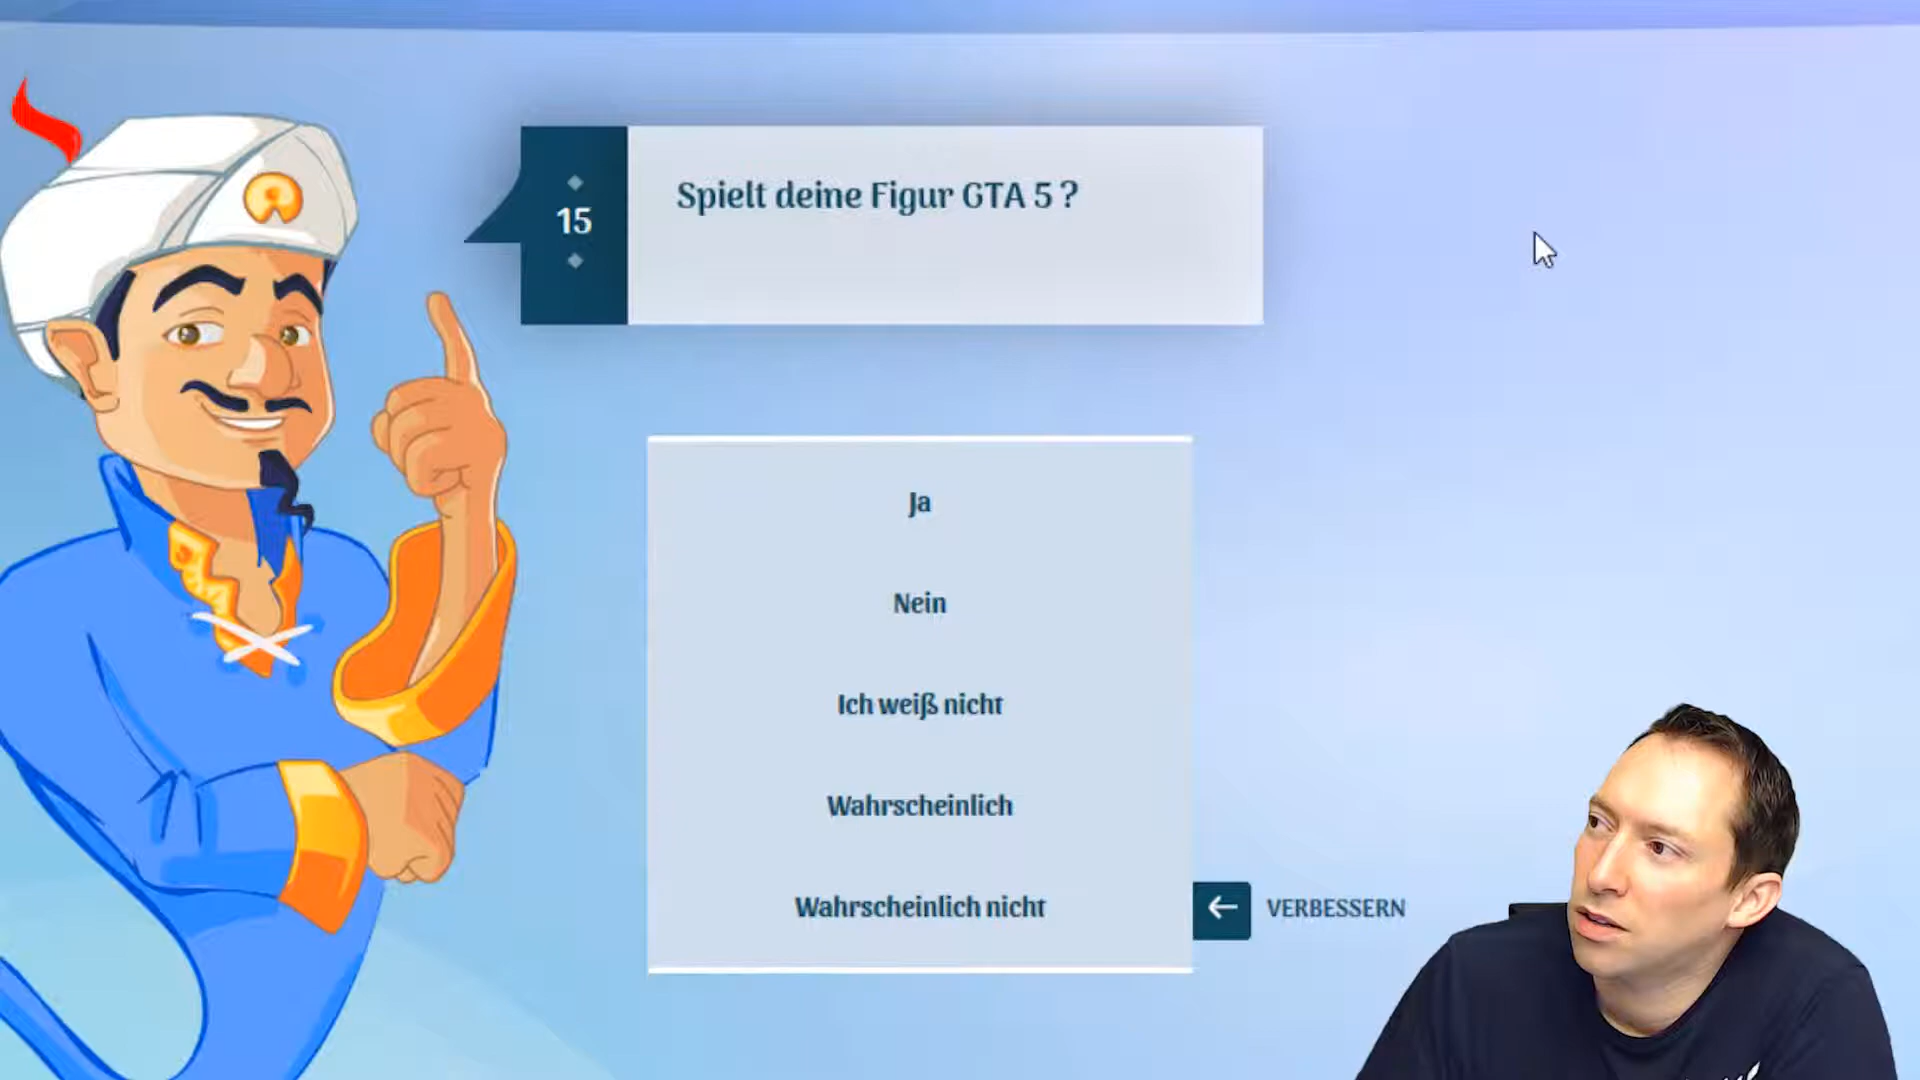 15
Spielt deine Figur GTA 5 ?
Ja
Nein
Ich weiß nicht
Wahrscheinlich
Wahrscheinlich nicht
VERBESSERN